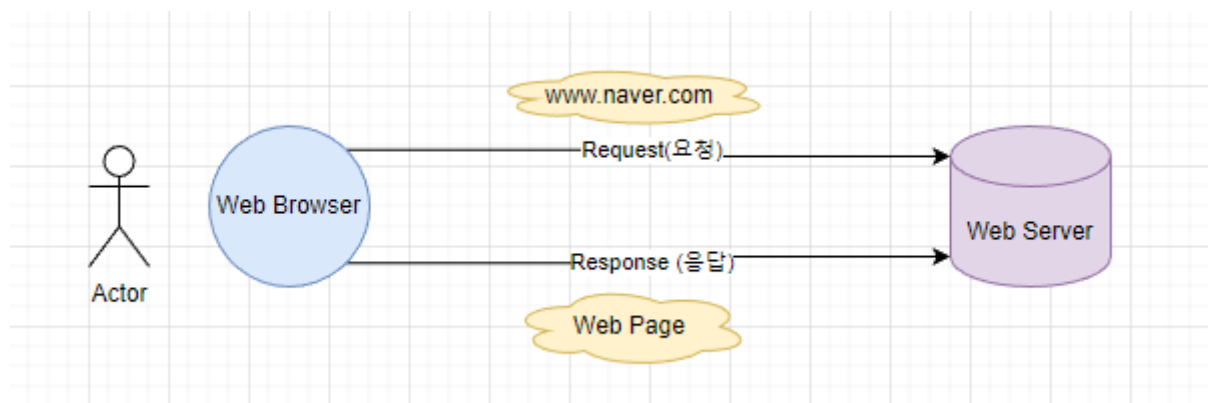 www.naver.com
Request(요청)
Web Browser
Web Server
Response (응답)
Actor
Web Page